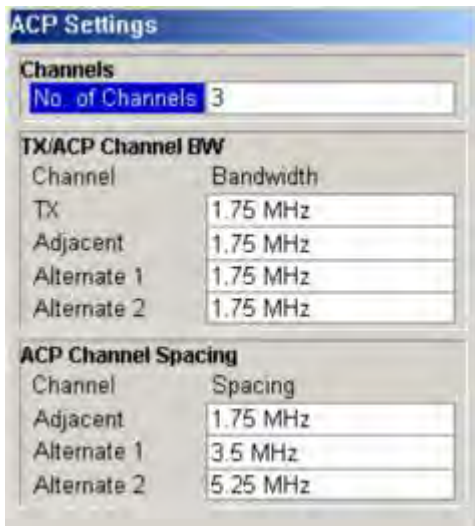 ACP Settings
Channels
No. of Channels 3
TX/ACP Channel BW
Channel Bandwidth
TX 1.75 MHz
Adjacent 1.75 MHz
Alternate 1 1.75 MHz
Alternate 2 1.75 MHz
ACP Channel Spacing
Channel Spacing
Adjacent 1.75 MHz
Alternate 1 3.5 MHz
Alternate 2 5.25 MHz